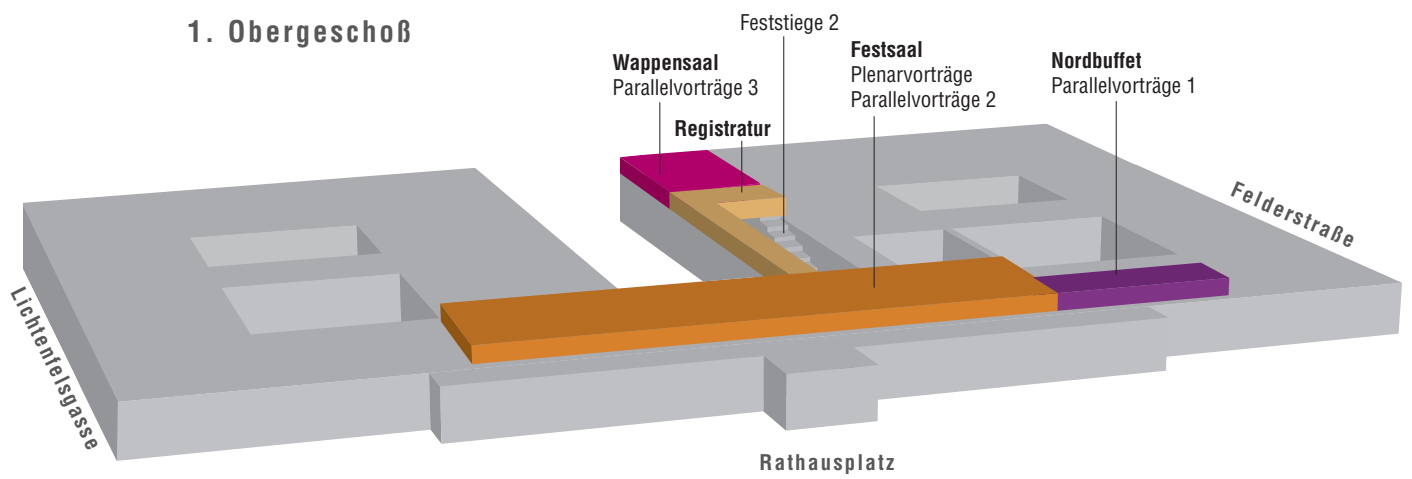 1. Obergeschoß
Feststiege 2
Wappensaal
Parallelvorträge 3
Festsaal
Plenarvorträge
Parallelvorträge 2
Nordbuffet
Parallelvorträge 1
Registratur
Felderstraße
Lichtenfelsgasse
Rathausplatz